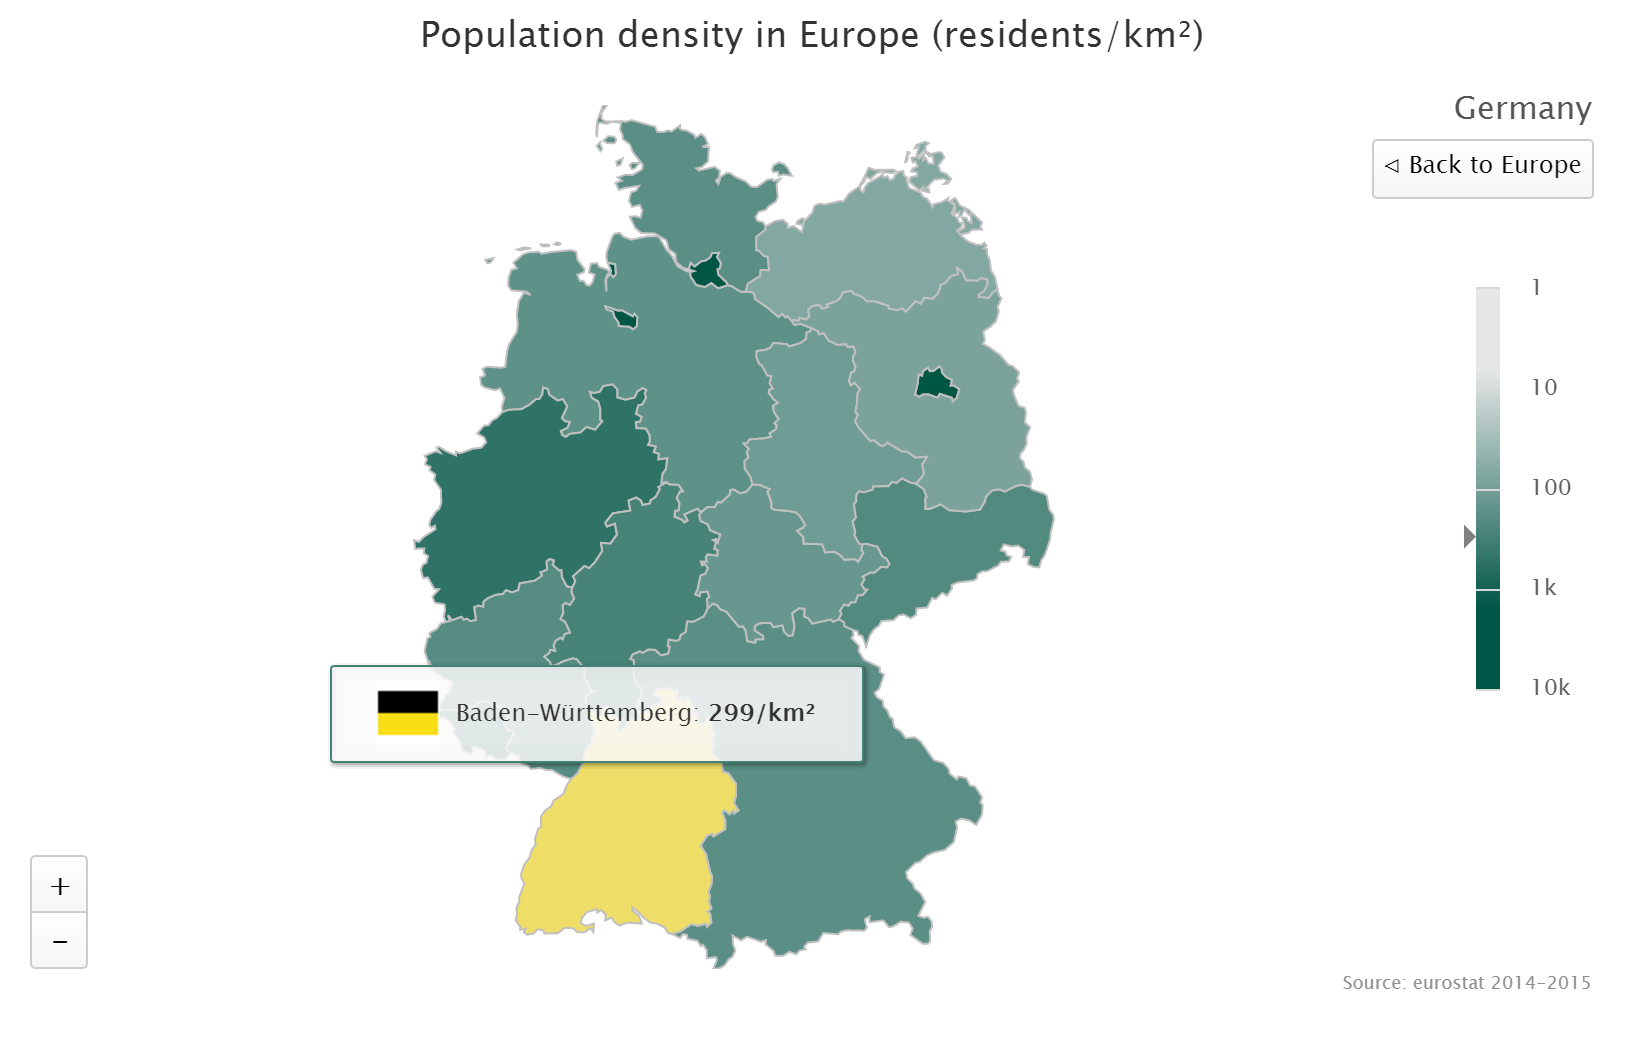 Population density in Europe (residents/km²)
Germany
◁ Back to Europe
1
10
100
1k
10k
Baden-Württemberg: 299/km²
+
−
Source: eurostat 2014-2015